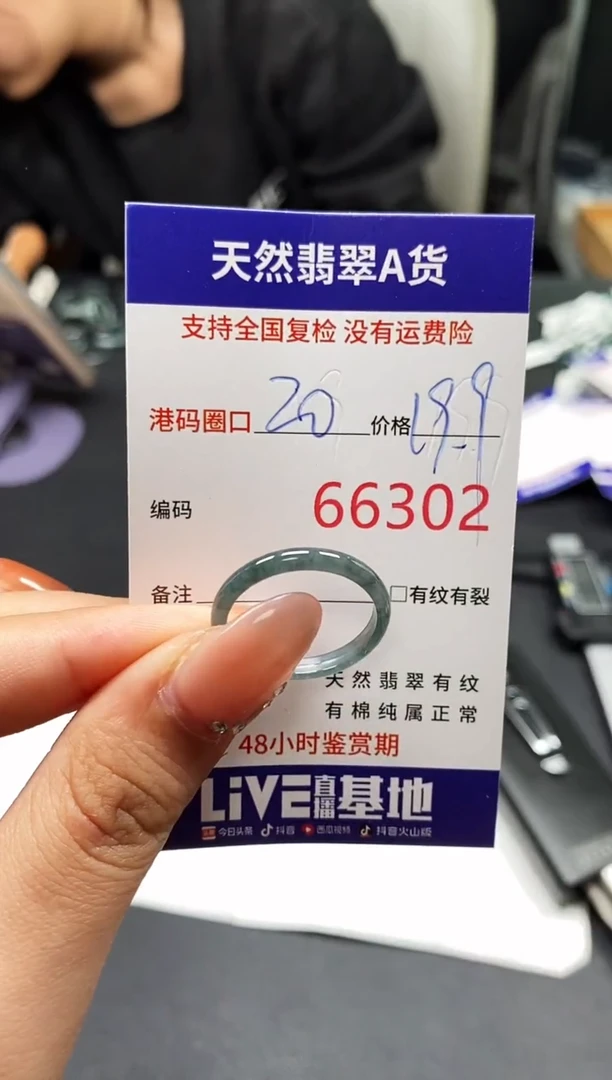 天然翡翠A货
支持全国复检 没有运费险
港码圈口 20 价格 199
编码 66302
备注 □有纹有裂
天然翡翠有纹
有棉纯属正常
48小时鉴赏期
LiVE直播基地
今日头条 抖音 西瓜视频 抖音火山版